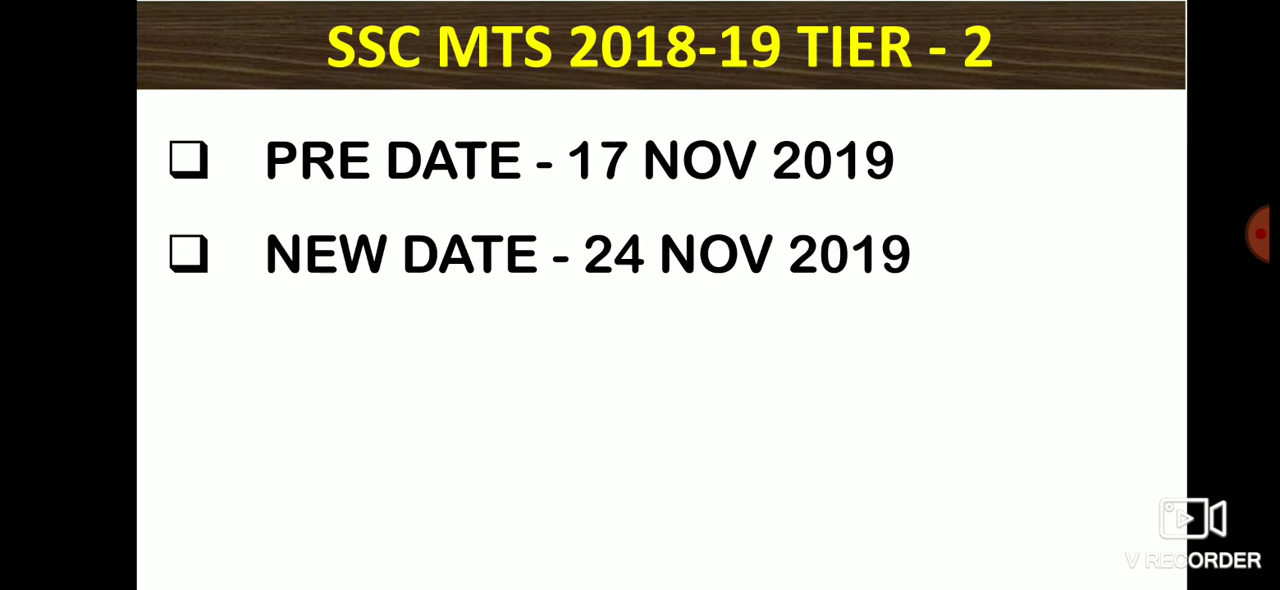 SSC MTS 2018-19 TIER - 2
PRE DATE - 17 NOV 2019
NEW DATE - 24 NOV 2019
V RECORDER